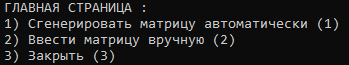 ГЛАВНАЯ СТРАНИЦА :
1) Сгенерировать матрицу автоматически (1)
2) Ввести матрицу вручную (2)
3) Закрыть (3)